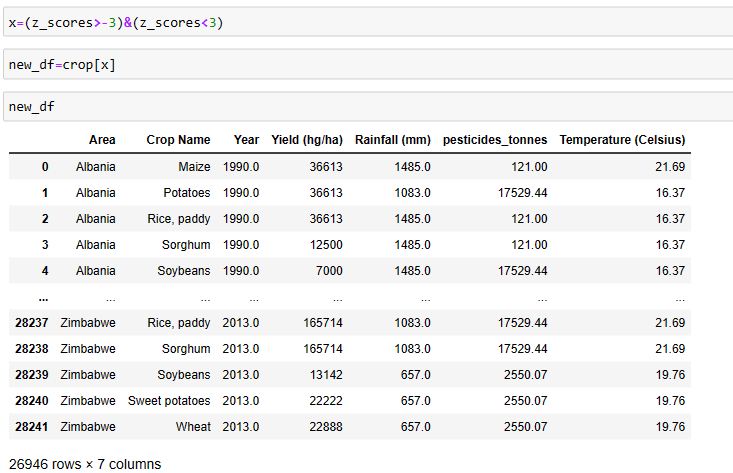 x=(z_scores>-3)&(z_scores<3)
new_df=crop[x]
new_df
Area Crop Name Year Yield (hg/ha) Rainfall (mm) pesticides_tonnes Temperature (Celsius)
0 Albania Maize 1990.0 36613 1485.0 121.00 21.69
1 Albania Potatoes 1990.0 36613 1083.0 17529.44 16.37
2 Albania Rice, paddy 1990.0 36613 1485.0 121.00 16.37
3 Albania Sorghum 1990.0 12500 1485.0 121.00 16.37
4 Albania Soybeans 1990.0 7000 1485.0 17529.44 16.37
... ... ... ... ... ... ... ...
28237 Zimbabwe Rice, paddy 2013.0 165714 1083.0 17529.44 21.69
28238 Zimbabwe Sorghum 2013.0 165714 1083.0 17529.44 21.69
28239 Zimbabwe Soybeans 2013.0 13142 657.0 2550.07 19.76
28240 Zimbabwe Sweet potatoes 2013.0 22222 657.0 2550.07 19.76
28241 Zimbabwe Wheat 2013.0 22888 657.0 2550.07 19.76
26946 rows × 7 columns